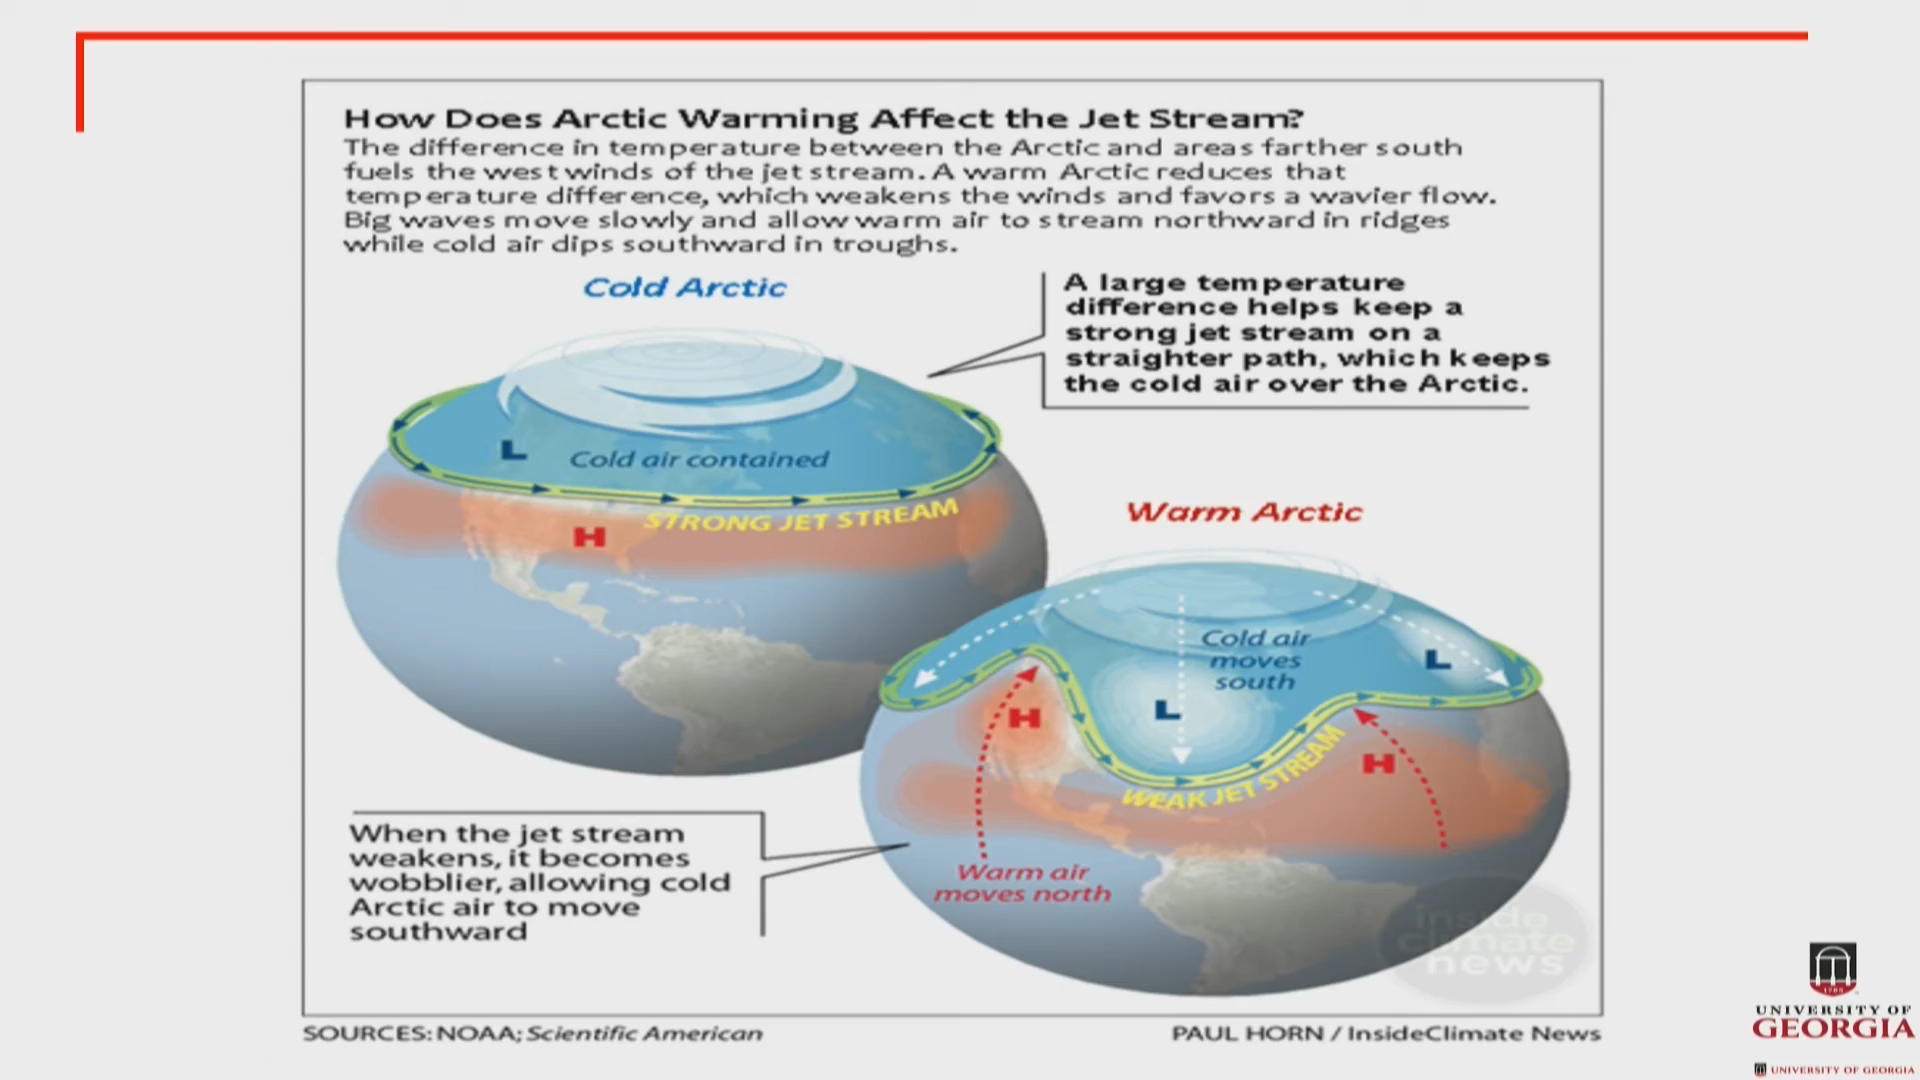 How Does Arctic Warming Affect the Jet Stream?
The difference in temperature between the Arctic and areas farther south
fuels the west winds of the jet stream. A warm Arctic reduces that
temperature difference, which weakens the winds and favors a wavier flow.
Big waves move slowly and allow warm air to stream northward in ridges
while cold air dips southward in troughs.
Cold Arctic
A large temperature
difference helps keep a
strong jet stream on a
straighter path, which keeps
the cold air over the Arctic.
L
Cold air contained
STRONG JET STREAM
H
Warm Arctic
Cold air
moves
south
L
L
H
H
WEAK JET STREAM
Warm air
moves north
When the jet stream
weakens, it becomes
wobblier, allowing cold
Arctic air to move
southward
inside
climate
news
SOURCES: NOAA; Scientific American
PAUL HORN / InsideClimate News
1785
UNIVERSITY OF
GEORGIA
UNIVERSITY OF GEORGIA